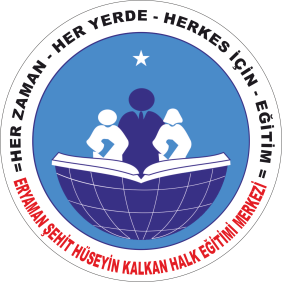 =HER ZAMAN - HER YERDE - HERKES İÇİN - EĞİTİM =
ERYAMAN ŞEHİT HÜSEYİN KALKAN HALK EĞİTİMİ MERKEZİ